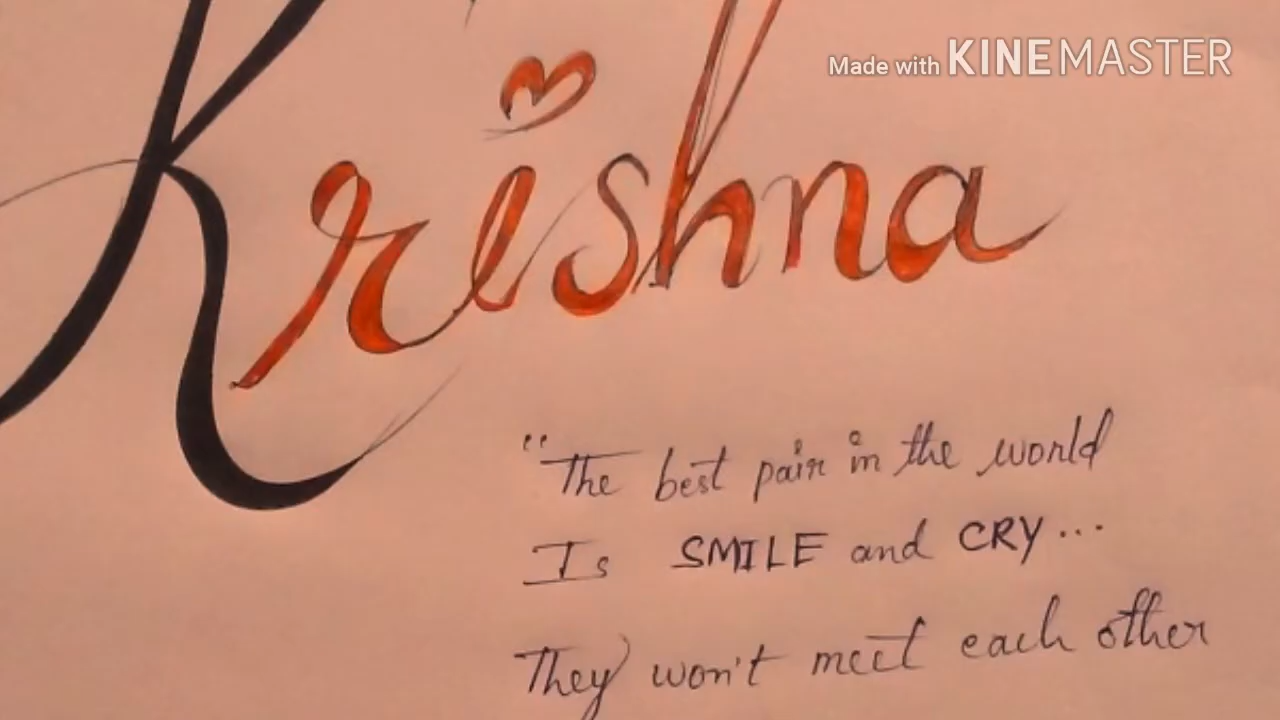 Made with KINEMASTER
Krishna
"The best pair in the world
Is SMILE and CRY...
They won't meet each other